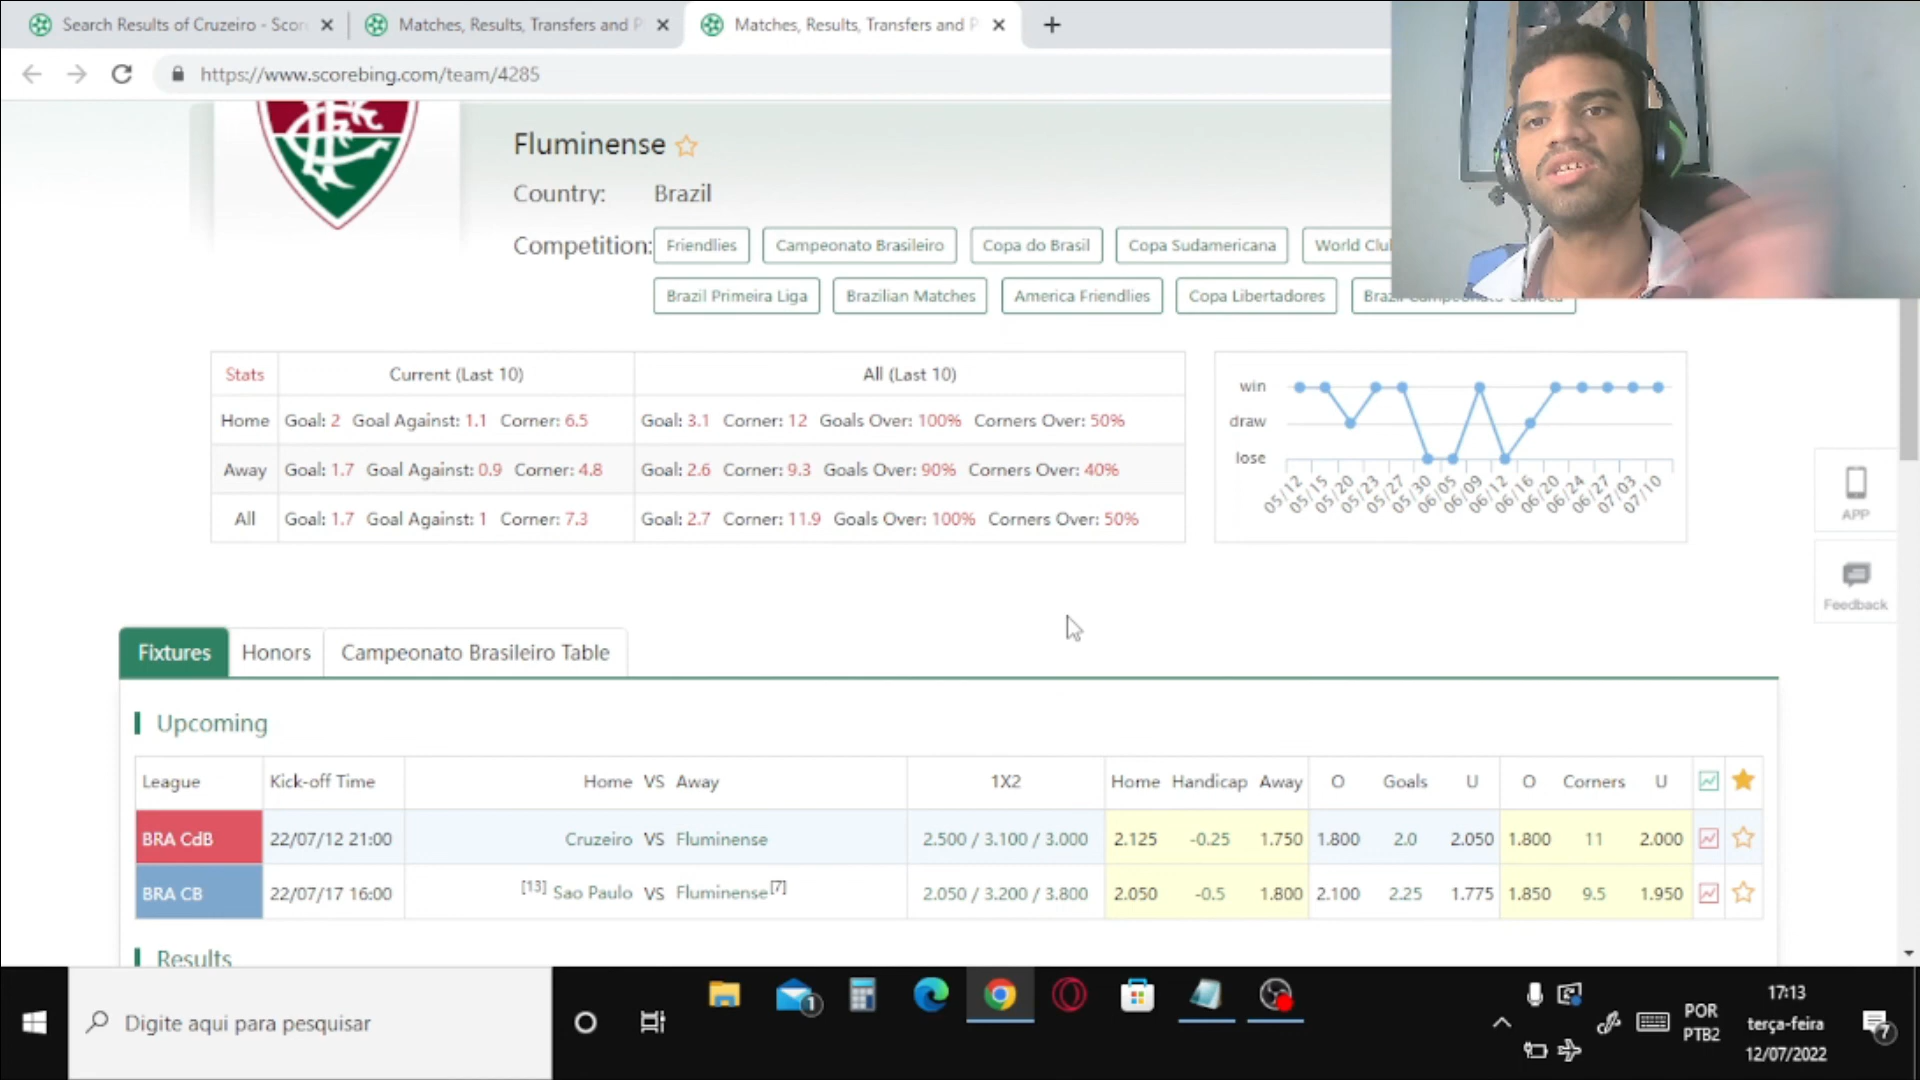 Search Results of Cruzeiro - Scor
Matches, Results, Transfers and P
Matches, Results, Transfers and P
https://www.scorebing.com/team/4285
Fluminense
Country: Brazil
Competition: Friendlies Campeonato Brasileiro Copa do Brasil Copa Sudamericana World Clu
Brazil Primeira Liga Brazilian Matches America Friendlies Copa Libertadores Brazil Campeonato Carioca
Stats Current (Last 10) All (Last 10)
Home Goal: 2 Goal Against: 1.1 Corner: 6.5 Goal: 3.1 Corner: 12 Goals Over: 100% Corners Over: 50%
Away Goal: 1.7 Goal Against: 0.9 Corner: 4.8 Goal: 2.6 Corner: 9.3 Goals Over: 90% Corners Over: 40%
All Goal: 1.7 Goal Against: 1 Corner: 7.3 Goal: 2.7 Corner: 11.9 Goals Over: 100% Corners Over: 50%
win
draw
lose
05/12 05/15 05/20 05/23 05/27 05/30 06/05 06/09 06/12 06/16 06/20 06/24 06/27 07/03 07/10
APP
Feedback
Fixtures Honors Campeonato Brasileiro Table
Upcoming
League Kick-off Time Home VS Away 1X2 Home Handicap Away O Goals U O Corners U
BRA CdB 22/07/12 21:00 Cruzeiro VS Fluminense 2.500 / 3.100 / 3.000 2.125 -0.25 1.750 1.800 2.0 2.050 1.800 11 2.000
BRA CB 22/07/17 16:00 [13] Sao Paulo VS Fluminense[7] 2.050 / 3.200 / 3.800 2.050 -0.5 1.800 2.100 2.25 1.775 1.850 9.5 1.950
Results
Digite aqui para pesquisar
1
POR
PTB2
17:13
terça-feira
12/07/2022
7